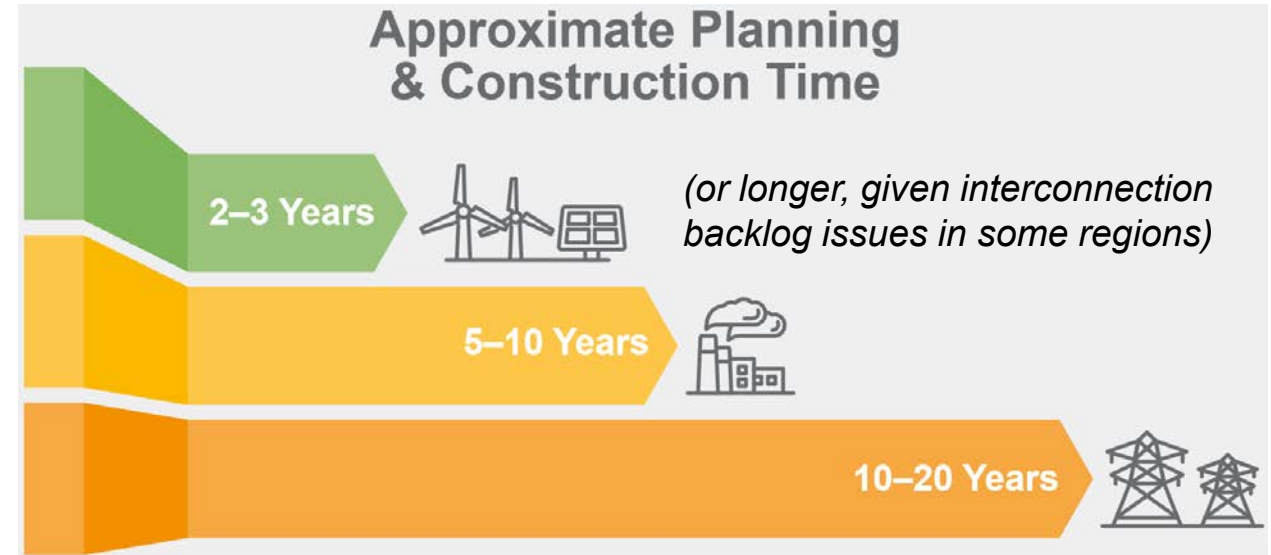 Approximate Planning
& Construction Time
2–3 Years
(or longer, given interconnection
backlog issues in some regions)
5–10 Years
10–20 Years